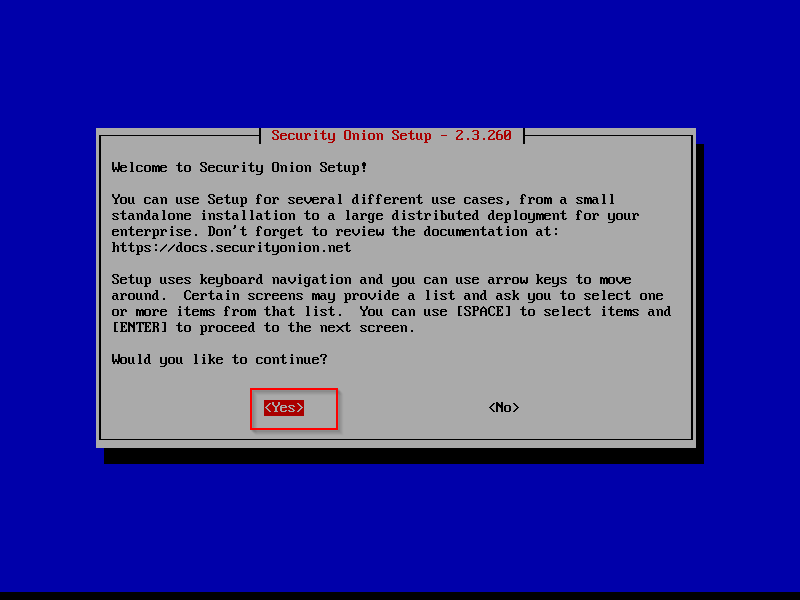 Security Onion Setup - 2.3.260
Welcome to Security Onion Setup!
You can use Setup for several different use cases, from a small
standalone installation to a large distributed deployment for your
enterprise. Don't forget to review the documentation at:
https://docs.securityonion.net
Setup uses keyboard navigation and you can use arrow keys to move
around.  Certain screens may provide a list and ask you to select one
or more items from that list.  You can use [SPACE] to select items and
[ENTER] to proceed to the next screen.
Would you like to continue?
<Yes> <No>